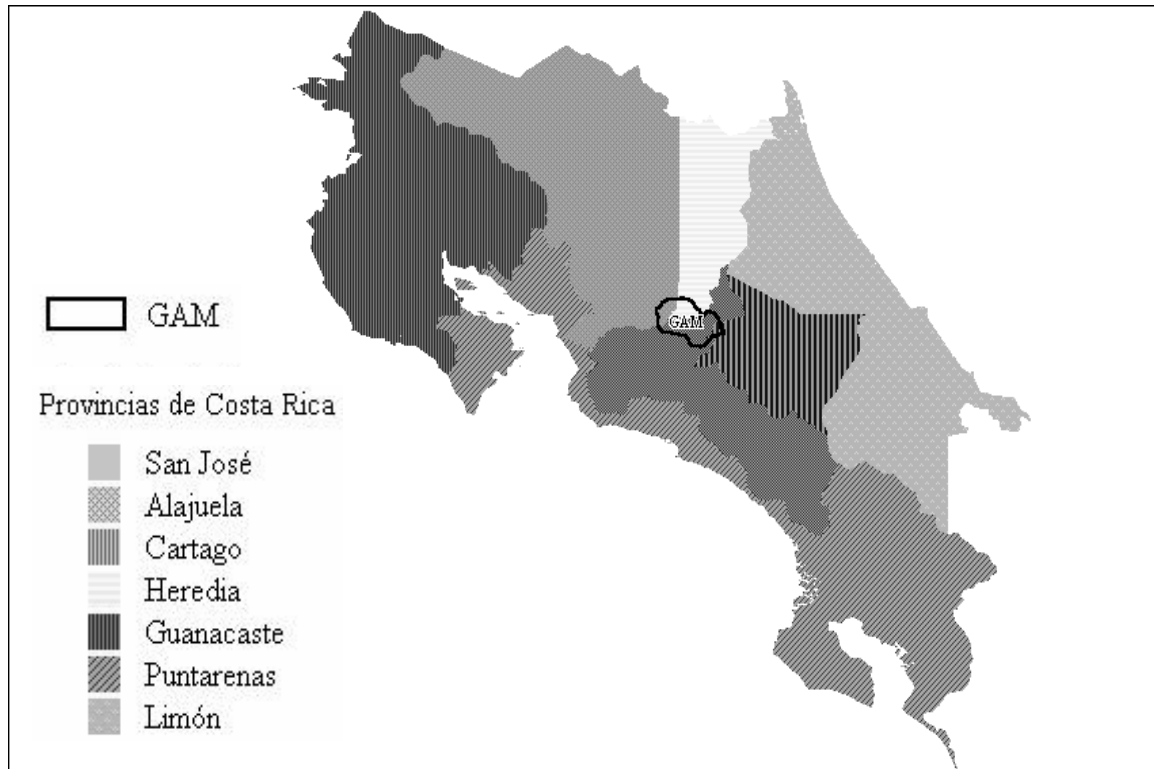 GAM
GAM
Provincias de Costa Rica
San José
Alajuela
Cartago
Heredia
Guanacaste
Puntarenas
Limón